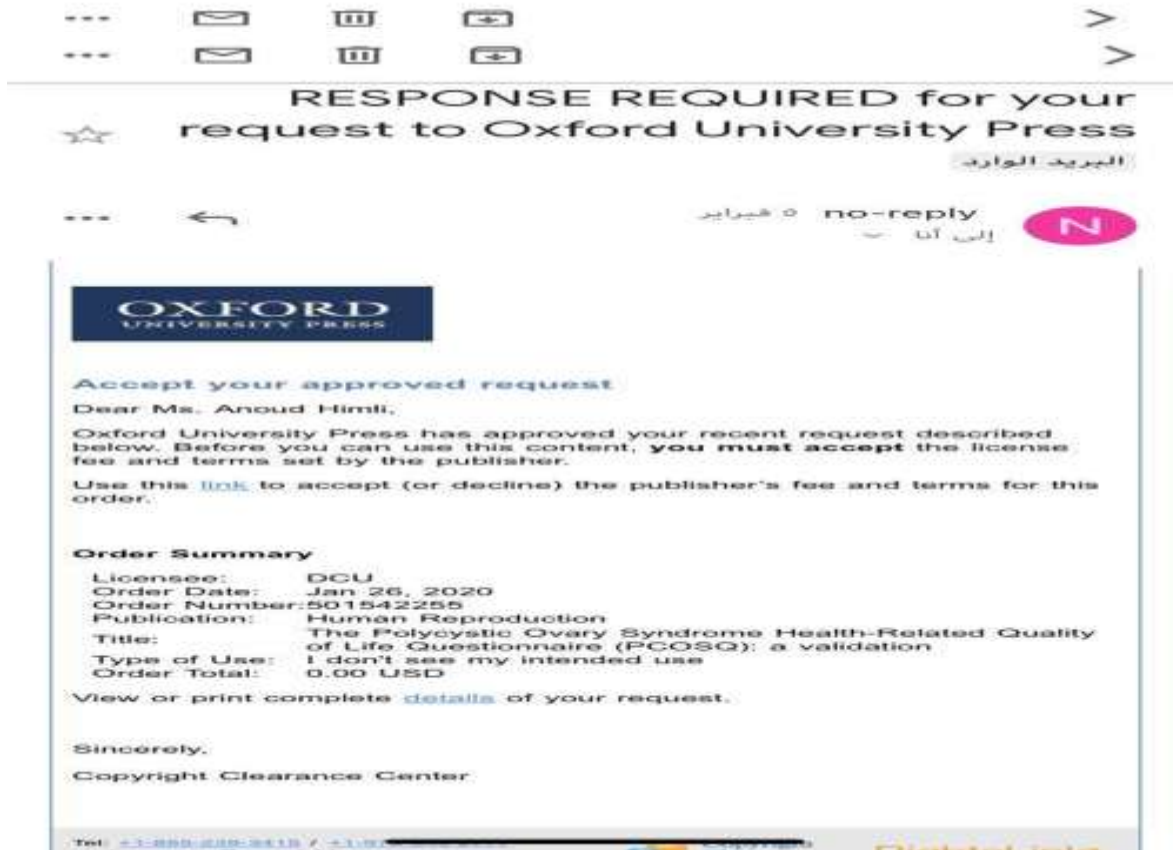 RESPONSE REQUIRED for your
request to Oxford University Press
البريد الوارد
no-reply ٥ فبراير
إلى أنا
N
OXFORD
UNIVERSITY PRESS
Accept your approved request
Dear Ms. Anoud Himli,
Oxford University Press has approved your recent request described
below. Before you can use this content, you must accept the license
fee and terms set by the publisher.
Use this link to accept (or decline) the publisher's fee and terms for this
order.
Order Summary
Licensee: DCU
Order Date: Jan 26, 2020
Order Number:501542255
Publication: Human Reproduction
Title: The Polycystic Ovary Syndrome Health-Related Quality
of Life Questionnaire (PCOSQ): a validation
Type of Use: I don't see my intended use
Order Total: 0.00 USD
View or print complete details of your request.
Sincerely,
Copyright Clearance Center
Tel: